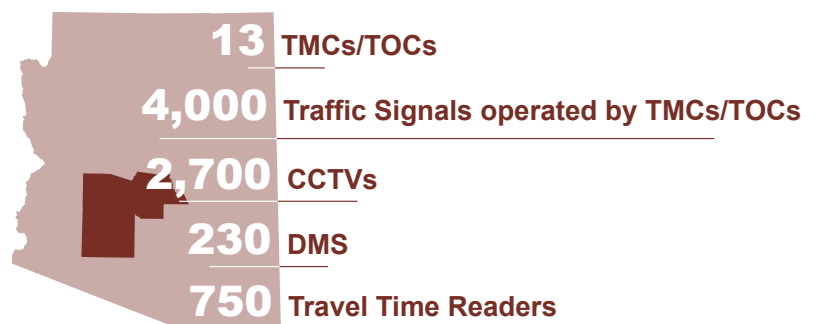 13 TMCs/TOCs
4,000 Traffic Signals operated by TMCs/TOCs
2,700 CCTVs
230 DMS
750 Travel Time Readers